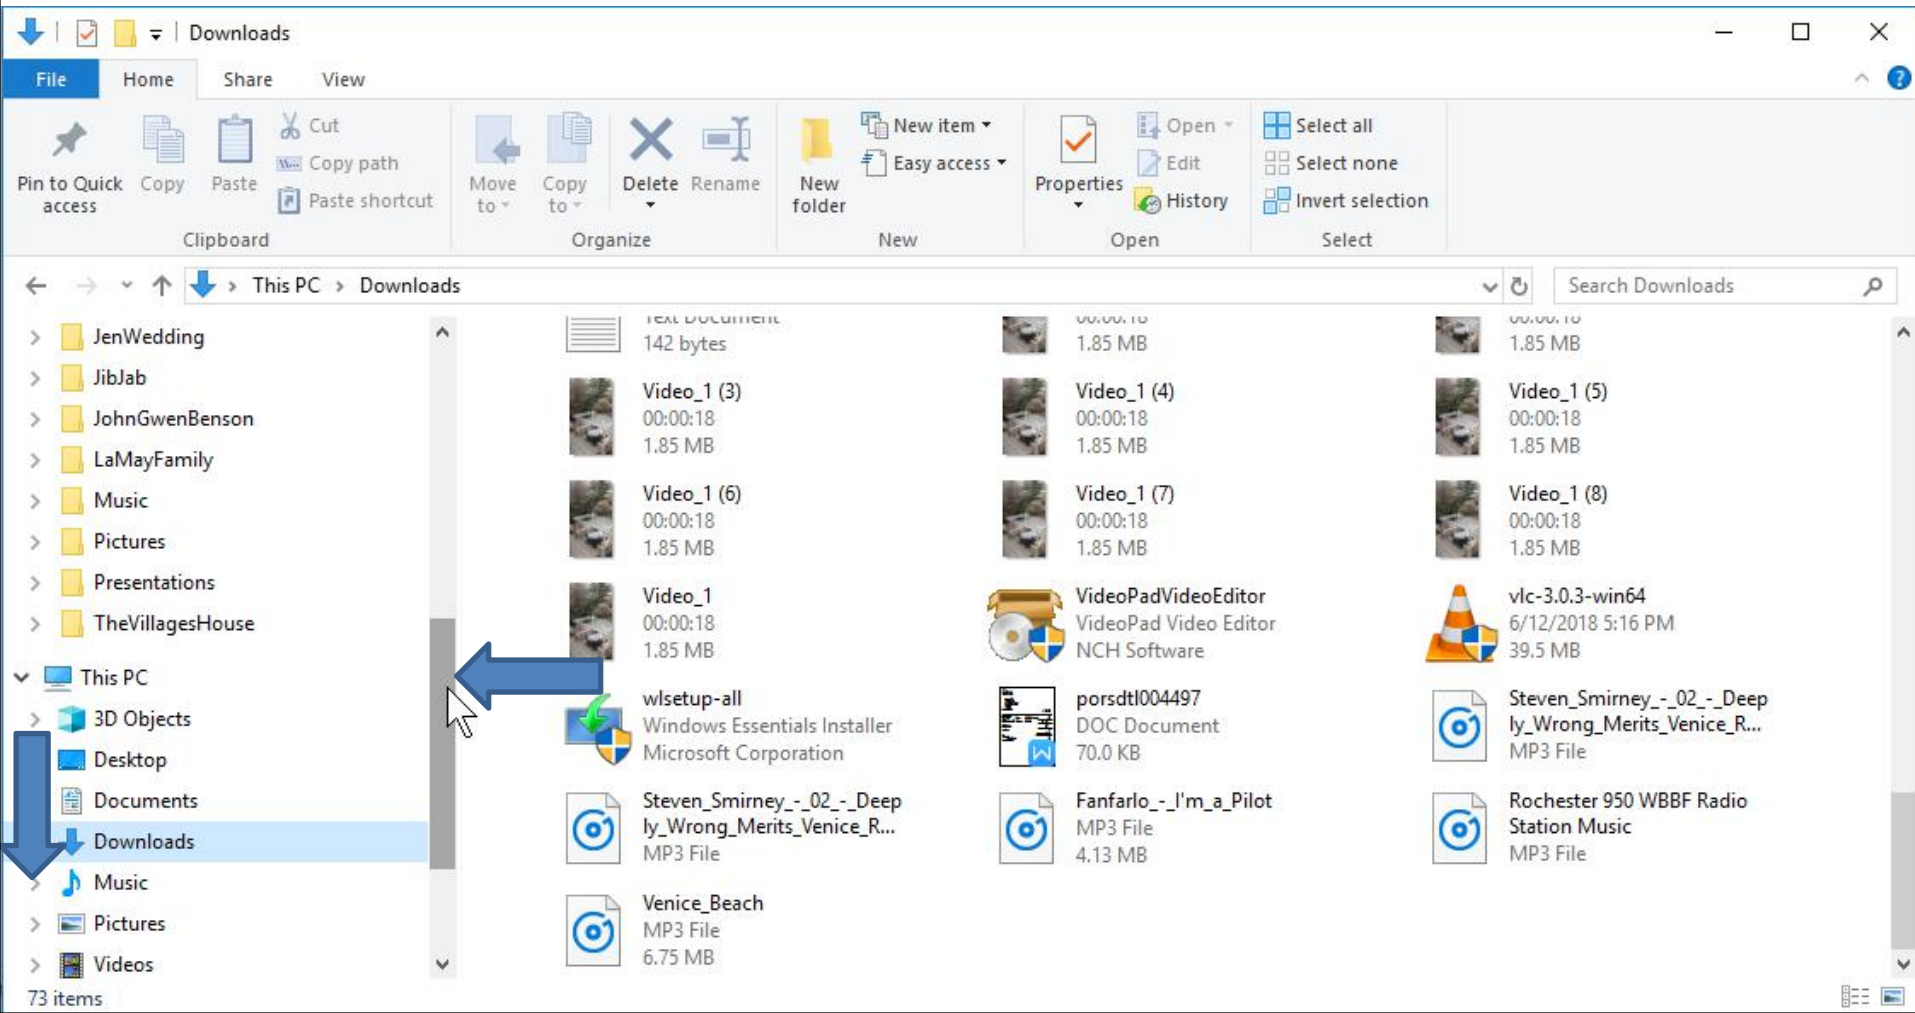 Downloads
File Home Share View
Pin to Quick access
Copy
Paste
Cut
Copy path
Paste shortcut
Clipboard
Move to
Copy to
Delete
Rename
Organize
New folder
New item
Easy access
New
Properties
Open
Edit
History
Open
Select all
Select none
Invert selection
Select
This PC > Downloads
Search Downloads
JenWedding
JibJab
JohnGwenBenson
LaMayFamily
Music
Pictures
Presentations
TheVillagesHouse
This PC
3D Objects
Desktop
Documents
Downloads
Music
Pictures
Videos
Text Document
142 bytes
00:00:18
1.85 MB
00:00:18
1.85 MB
Video_1 (3)
00:00:18
1.85 MB
Video_1 (4)
00:00:18
1.85 MB
Video_1 (5)
00:00:18
1.85 MB
Video_1 (6)
00:00:18
1.85 MB
Video_1 (7)
00:00:18
1.85 MB
Video_1 (8)
00:00:18
1.85 MB
Video_1
00:00:18
1.85 MB
VideoPadVideoEditor
VideoPad Video Editor
NCH Software
vlc-3.0.3-win64
6/12/2018 5:16 PM
39.5 MB
wlsetup-all
Windows Essentials Installer
Microsoft Corporation
porsdtl004497
DOC Document
70.0 KB
Steven_Smirney_-_02_-_Deep
ly_Wrong_Merits_Venice_R...
MP3 File
Steven_Smirney_-_02_-_Deep
ly_Wrong_Merits_Venice_R...
MP3 File
Fanfarlo_-_I'm_a_Pilot
MP3 File
4.13 MB
Rochester 950 WBBF Radio
Station Music
MP3 File
Venice_Beach
MP3 File
6.75 MB
73 items